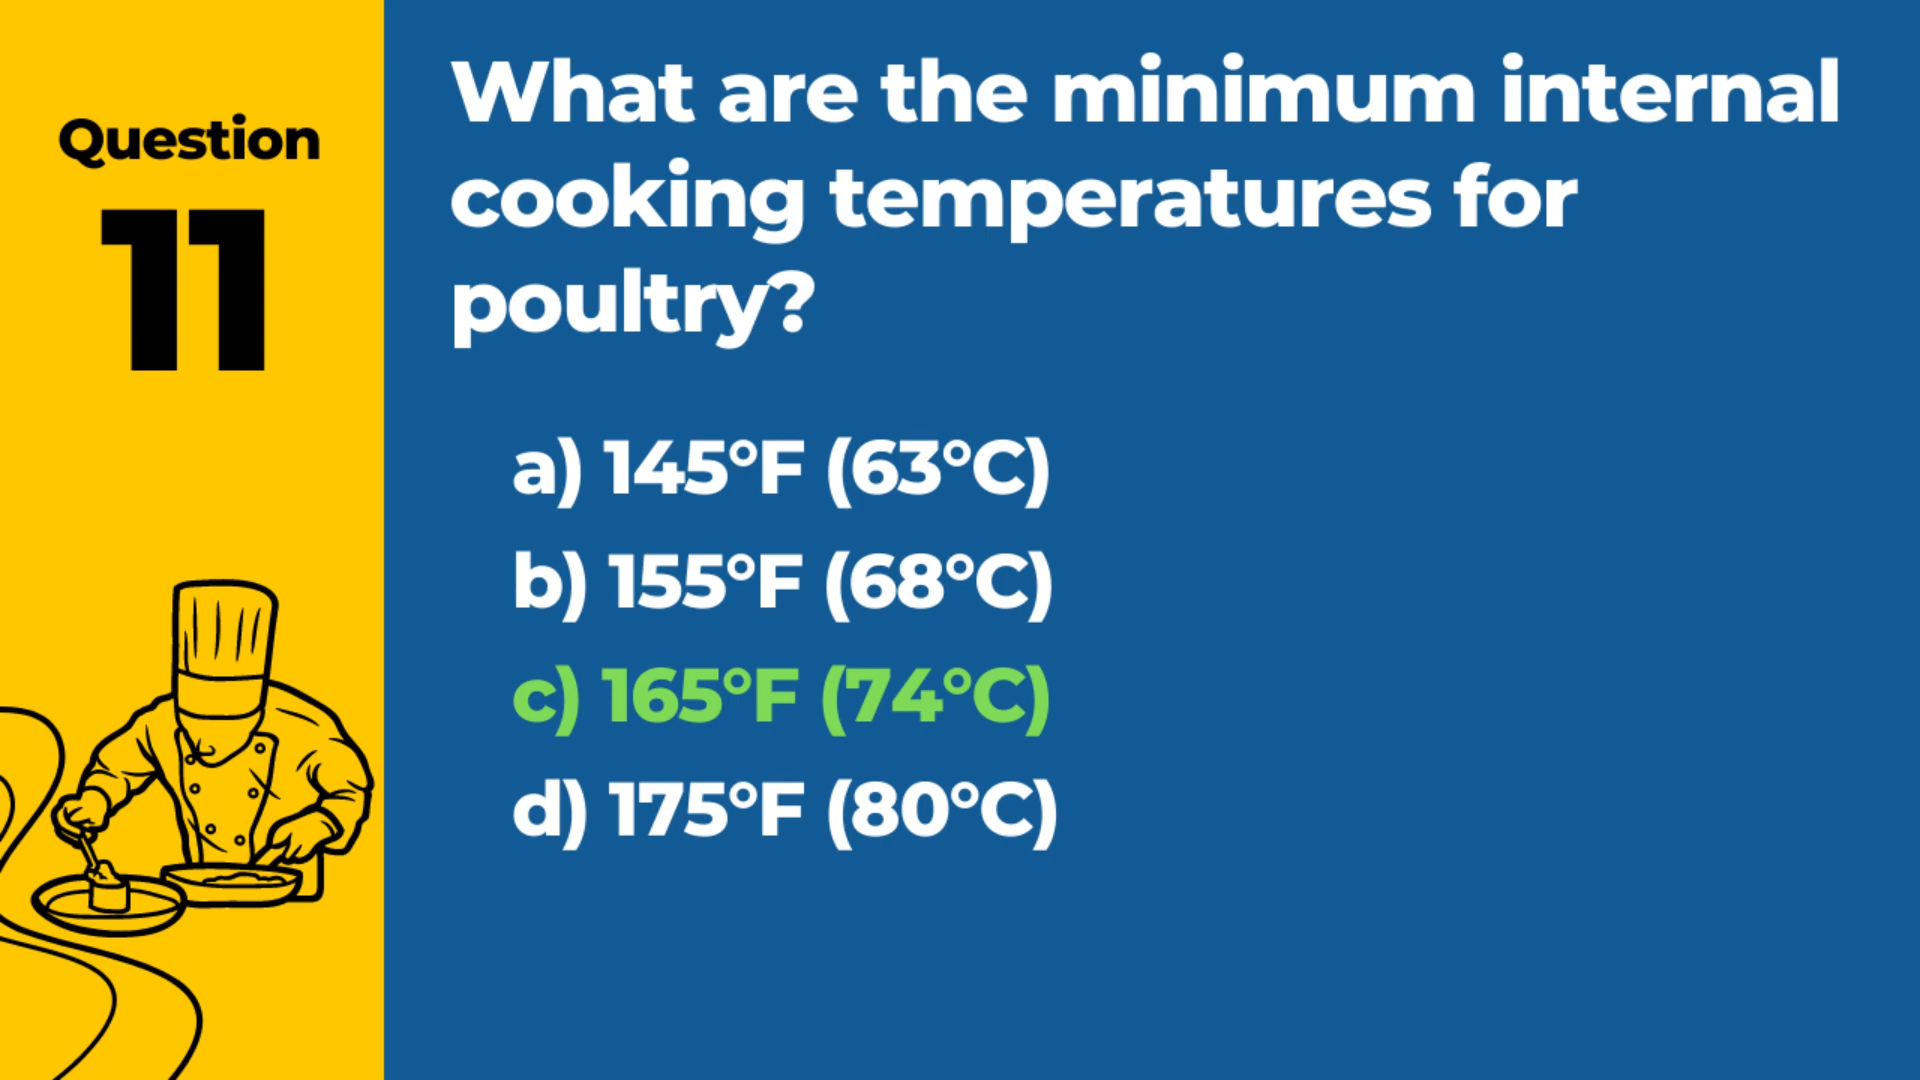 Question
11
What are the minimum internal
cooking temperatures for
poultry?
a) 145°F (63°C)
b) 155°F (68°C)
c) 165°F (74°C)
d) 175°F (80°C)